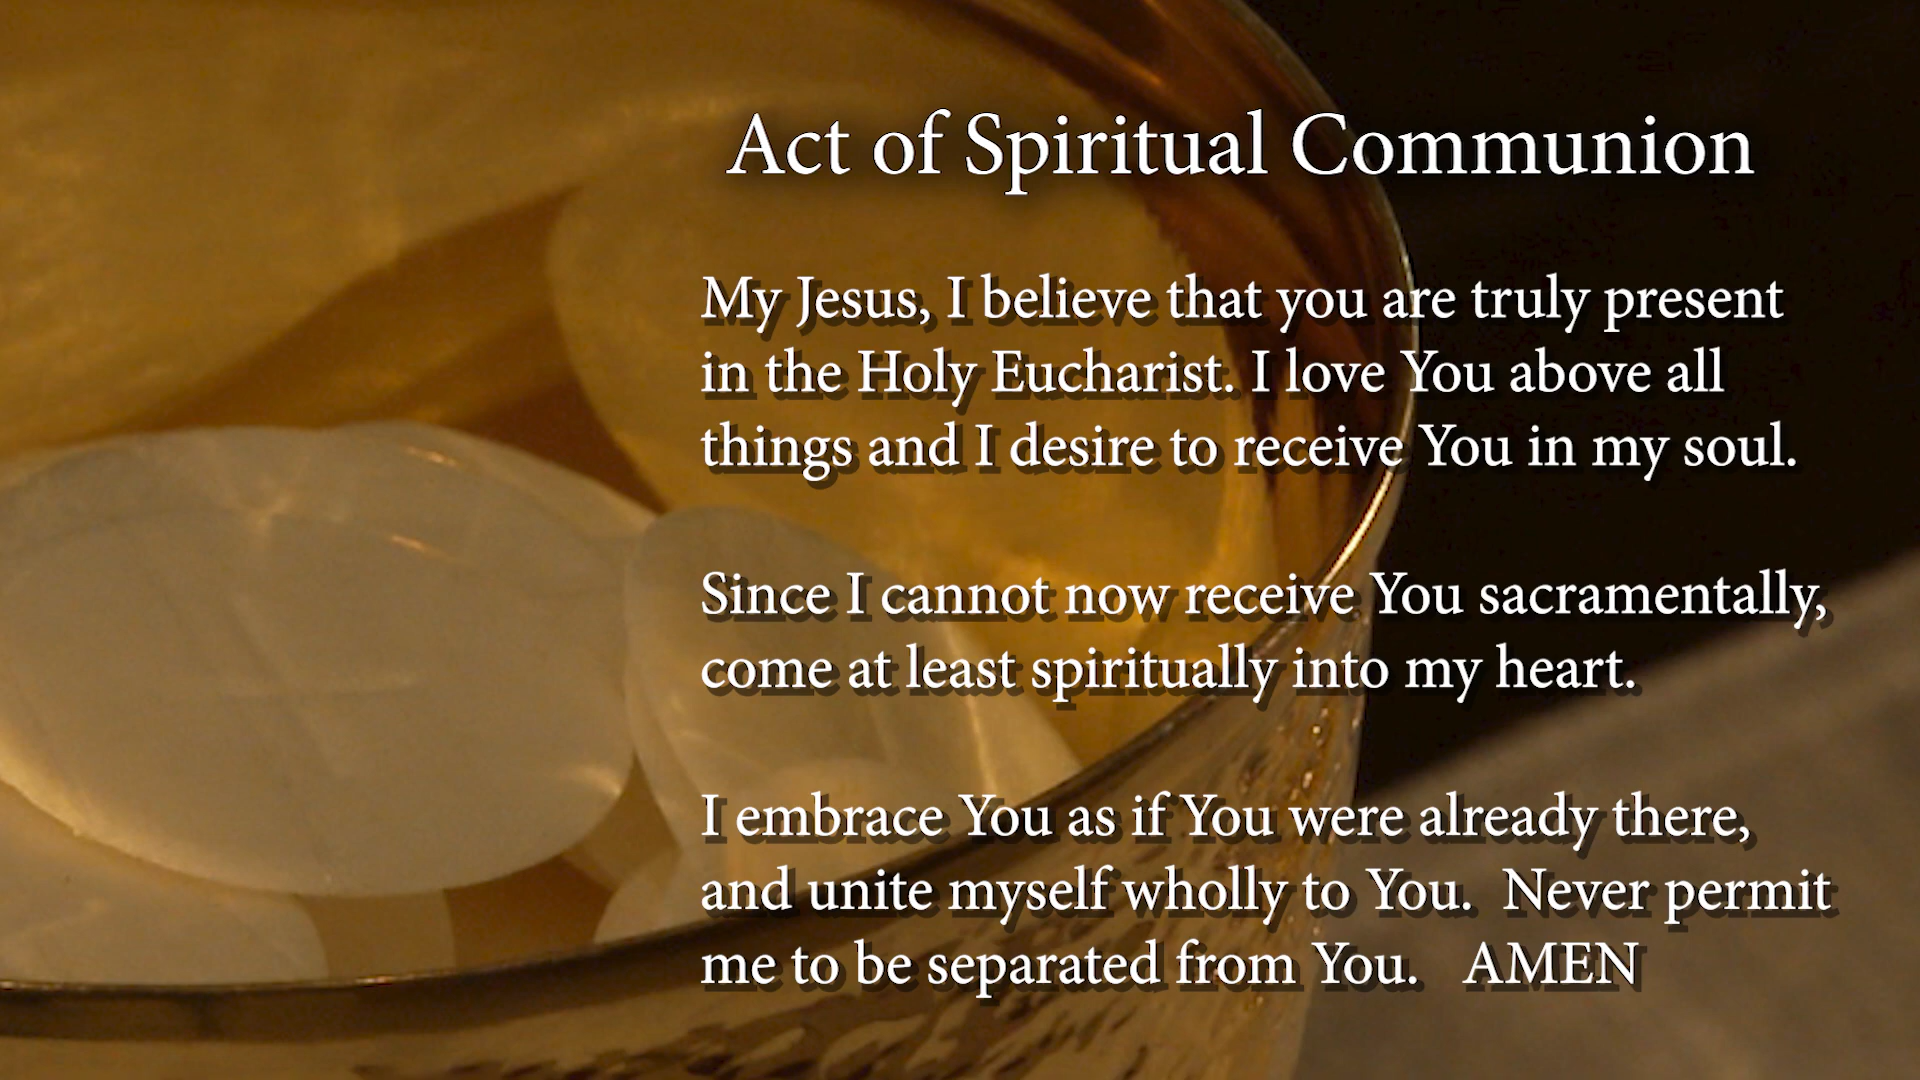 Act of Spiritual Communion
My Jesus, I believe that you are truly present
in the Holy Eucharist. I love You above all
things and I desire to receive You in my soul.
Since I cannot now receive You sacramentally,
come at least spiritually into my heart.
I embrace You as if You were already there,
and unite myself wholly to You.  Never permit
me to be separated from You.   AMEN